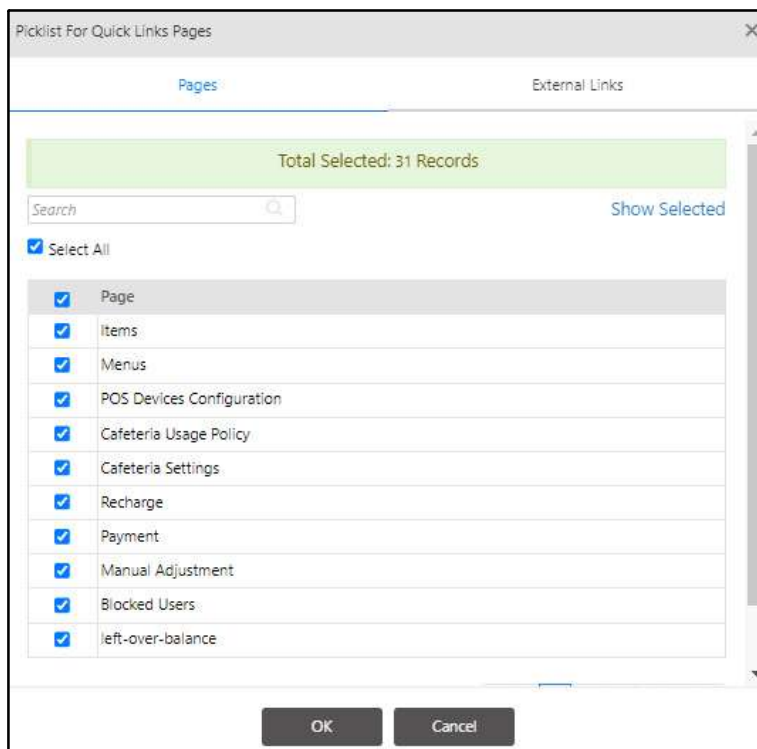 Picklist For Quick Links Pages
Pages External Links
Total Selected: 31 Records
Search Show Selected
Select All
Page
Items
Menus
POS Devices Configuration
Cafeteria Usage Policy
Cafeteria Settings
Recharge
Payment
Manual Adjustment
Blocked Users
left-over-balance
OK Cancel